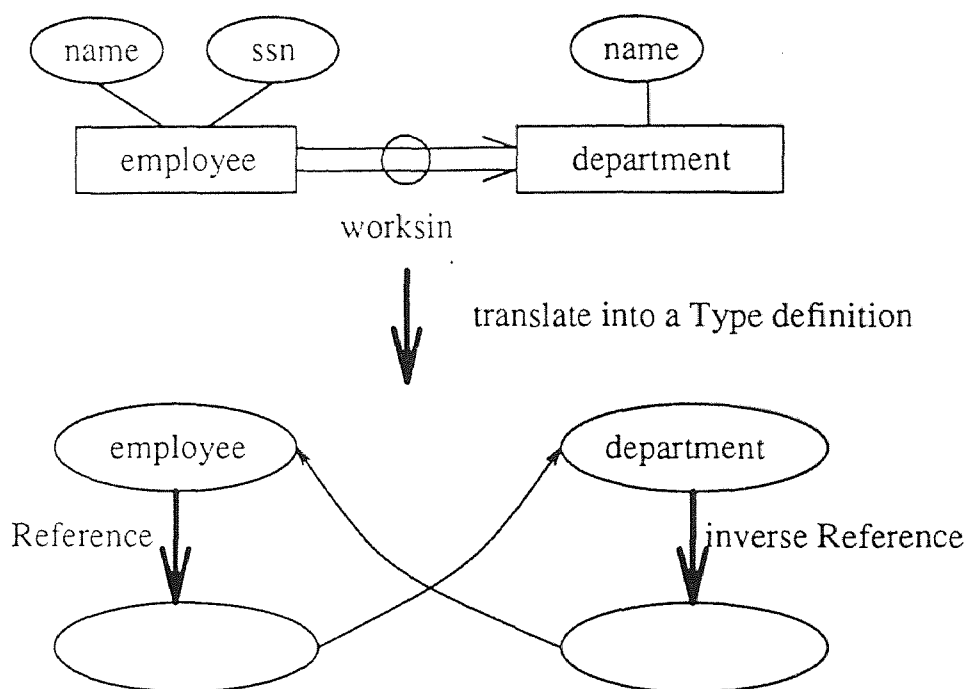 name ssn name
employee department
worksin
translate into a Type definition
employee department
Reference inverse Reference